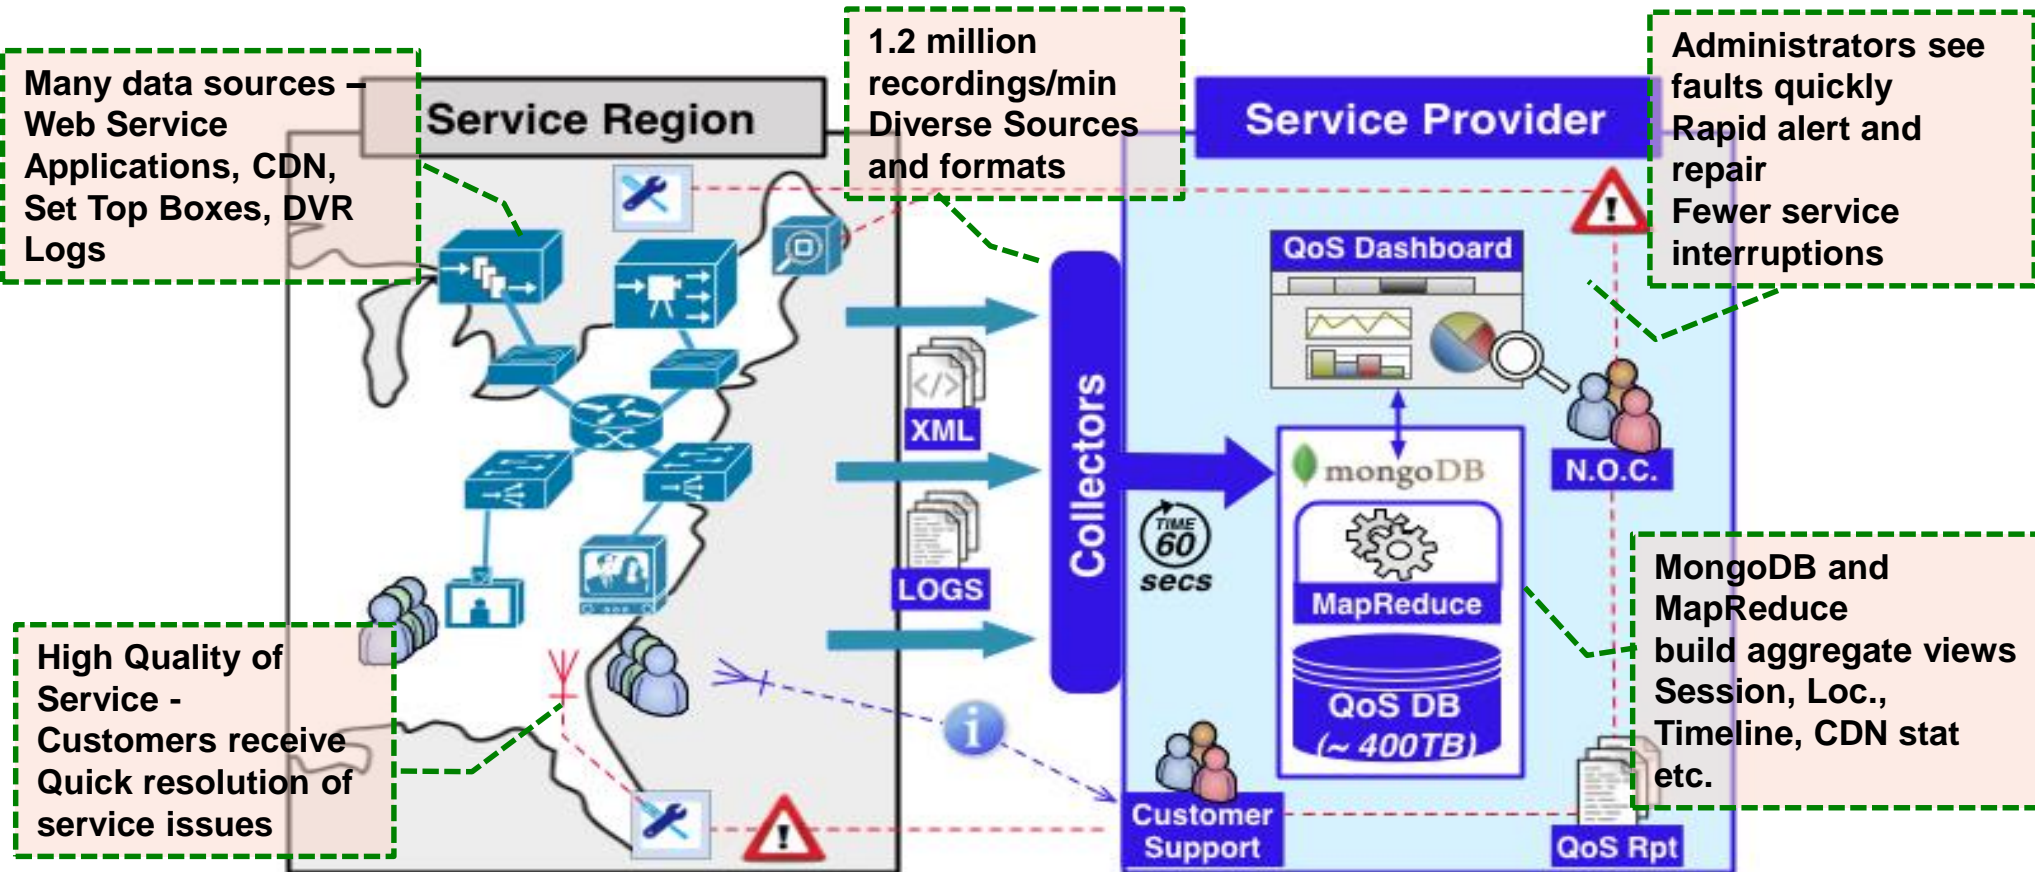 Many data sources –
Web Service
Applications, CDN,
Set Top Boxes, DVR
Logs
Service Region
1.2 million
recordings/min
Diverse Sources
and formats
Service Provider
Administrators see
faults quickly
Rapid alert and
repair
Fewer service
interruptions
!
QoS Dashboard
</>
XML
LOGS
Collectors
TIME
60
secs
mongoDB
MapReduce
QoS DB
(~ 400TB)
N.O.C.
MongoDB and
MapReduce
build aggregate views
Session, Loc.,
Timeline, CDN stat
etc.
High Quality of
Service -
Customers receive
Quick resolution of
service issues
!
i
Customer
Support
QoS Rpt